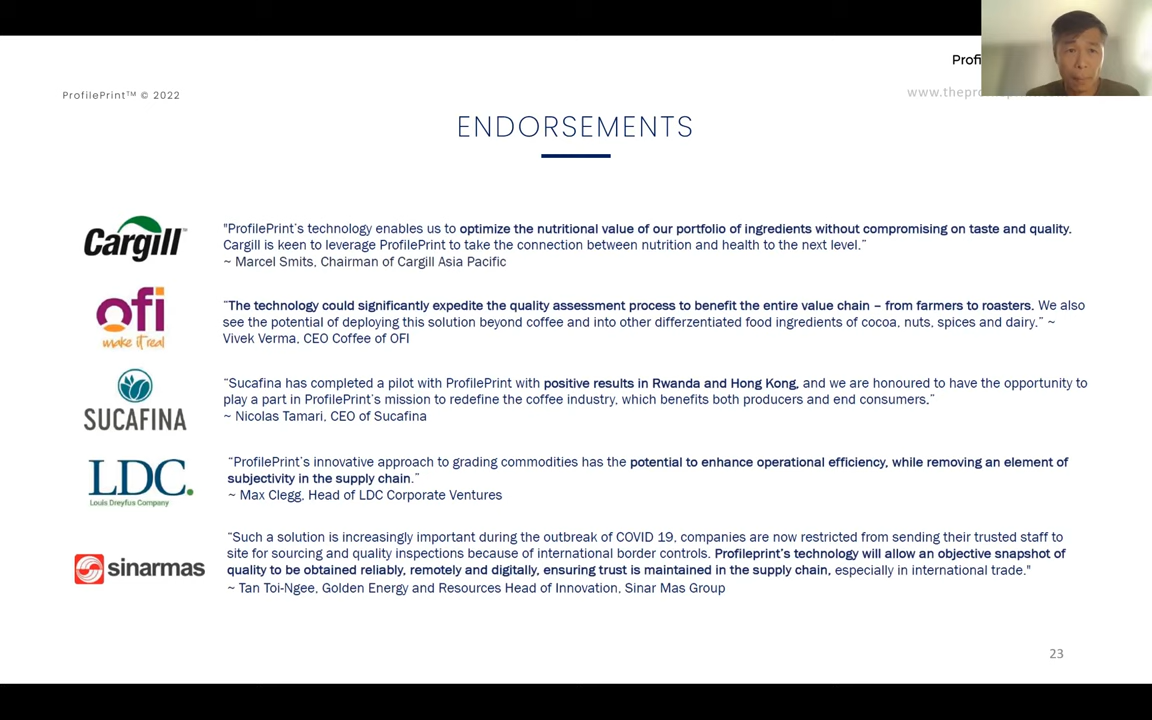 Profi
ProfilePrint™ © 2022
ENDORSEMENTS
Cargill™
"ProfilePrint's technology enables us to optimize the nutritional value of our portfolio of ingredients without compromising on taste and quality.
Cargill is keen to leverage ProfilePrint to take the connection between nutrition and health to the next level.”
~ Marcel Smits, Chairman of Cargill Asia Pacific
ofi
make it real
“The technology could significantly expedite the quality assessment process to benefit the entire value chain – from farmers to roasters. We also
see the potential of deploying this solution beyond coffee and into other differzentiated food ingredients of cocoa, nuts, spices and dairy.” ~
Vivek Verma, CEO Coffee of OFI
SUCAFINA
“Sucafina has completed a pilot with ProfilePrint with positive results in Rwanda and Hong Kong, and we are honoured to have the opportunity to
play a part in ProfilePrint’s mission to redefine the coffee industry, which benefits both producers and end consumers.”
~ Nicolas Tamari, CEO of Sucafina
LDC.
Louis Dreyfus Company
“ProfilePrint’s innovative approach to grading commodities has the potential to enhance operational efficiency, while removing an element of
subjectivity in the supply chain.”
~ Max Clegg, Head of LDC Corporate Ventures
sinarmas
“Such a solution is increasingly important during the outbreak of COVID 19, companies are now restricted from sending their trusted staff to
site for sourcing and quality inspections because of international border controls. Profileprint’s technology will allow an objective snapshot of
quality to be obtained reliably, remotely and digitally, ensuring trust is maintained in the supply chain, especially in international trade."
~ Tan Toi-Ngee, Golden Energy and Resources Head of Innovation, Sinar Mas Group
23